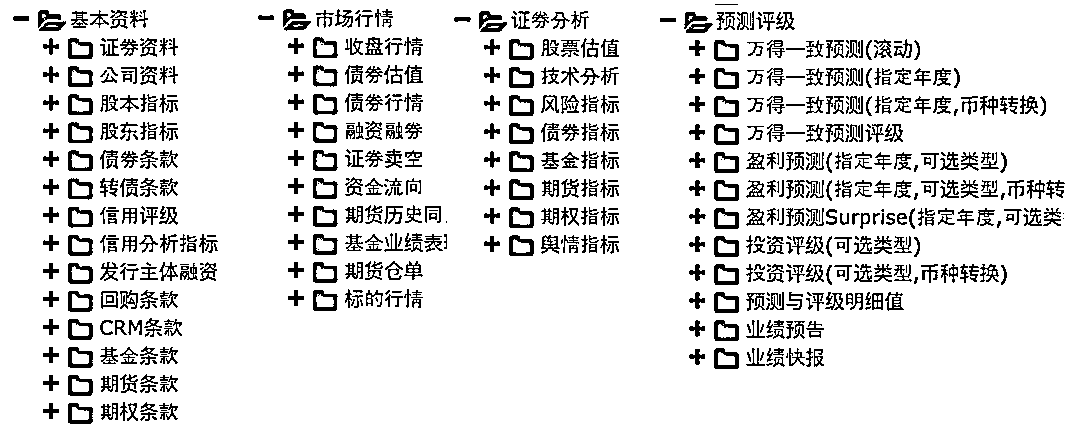 基本资料
证券资料
公司资料
股本指标
股东指标
债券条款
转债条款
信用评级
信用分析指标
发行主体融资
回购条款
CRM条款
基金条款
期货条款
期权条款
市场行情
收盘行情
债券估值
债券行情
融资融券
证券卖空
资金流向
期货历史同
基金业绩表
期货仓单
标的行情
证券分析
股票估值
技术分析
风险指标
债券指标
基金指标
期货指标
期权指标
舆情指标
预测评级
万得一致预测(滚动)
万得一致预测(指定年度)
万得一致预测(指定年度,币种转换)
万得一致预测评级
盈利预测(指定年度,可选类型)
盈利预测(指定年度,可选类型,币种转
盈利预测Surprise(指定年度,可选类
投资评级(可选类型)
投资评级(可选类型,币种转换)
预测与评级明细值
业绩预告
业绩快报